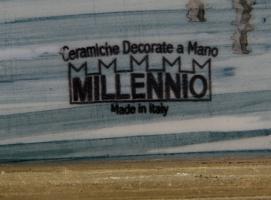 Ceramiche Decorate a Mano
MILLENNIO
Made in Italy